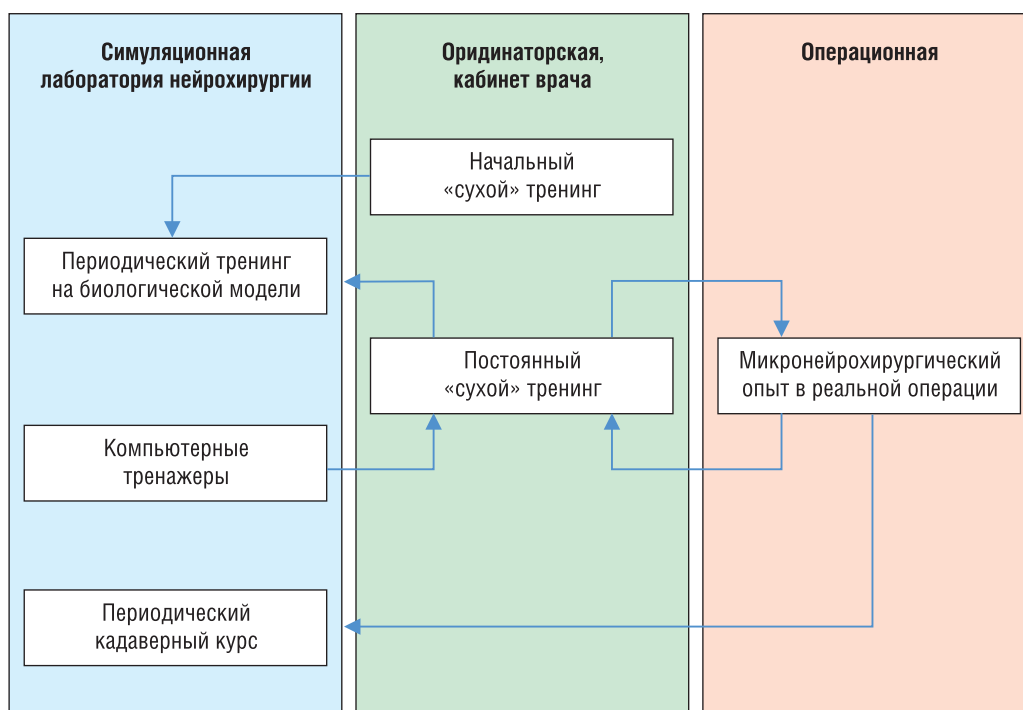 Симуляционная
лаборатория нейрохирургии
Оридинаторская,
кабинет врача
Операционная
Начальный
«сухой» тренинг
Периодический тренинг
на биологической модели
Постоянный
«сухой» тренинг
Микронейрохирургический
опыт в реальной операции
Компьютерные
тренажеры
Периодический
кадаверный курс